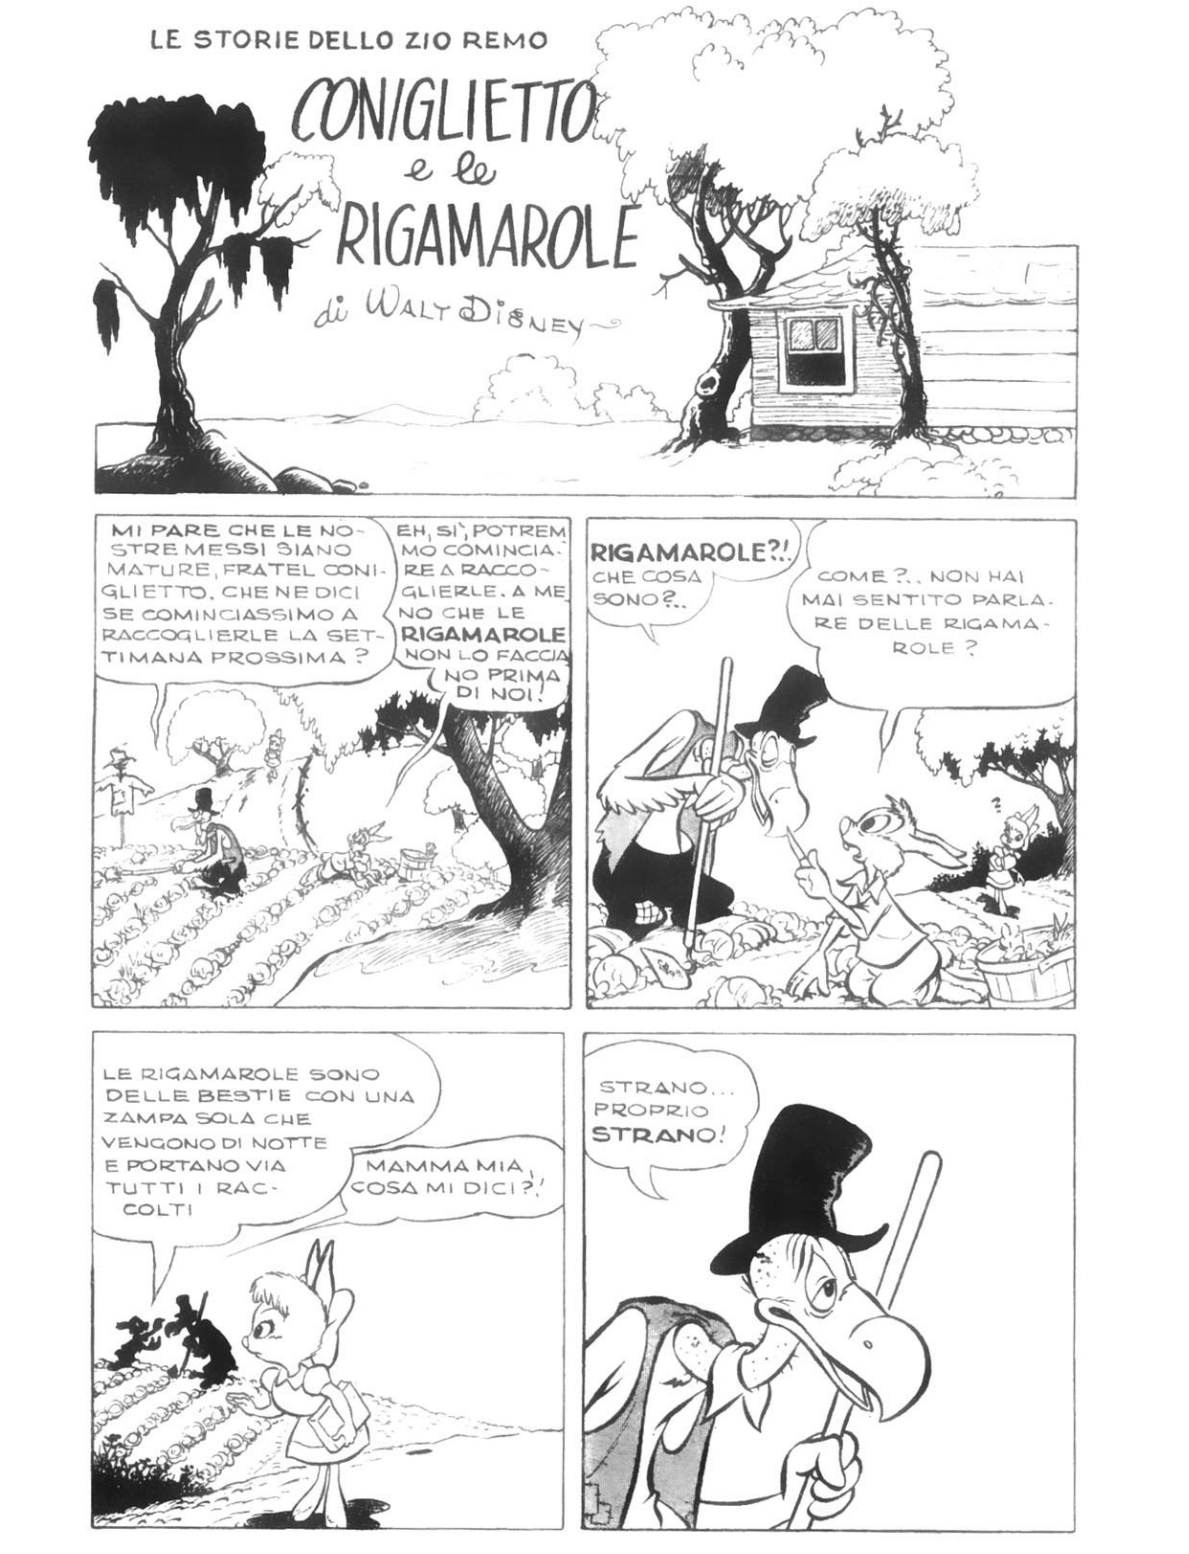 LE STORIE DELLO ZIO REMO
CONIGLIETTO
e le
RIGAMAROLE
di WALT DISNEY
MI PARE CHE LE NO-
STRE MESSI SIANO
MATURE, FRATEL CONI-
GLIETTO. CHE NE DICI
SE COMINCIASSIMO A
RACCOGLIERLE LA SET-
TIMANA PROSSIMA?
EH, SI', POTREM
MO COMINCIA-
RE A RACCO-
GLIERLE. A ME
NO CHE LE
RIGAMAROLE
NON LO FACCIA
NO PRIMA
DI NOI!
RIGAMAROLE?!.
CHE COSA
SONO?..
COME?.. NON HAI
MAI SENTITO PARLA-
RE DELLE RIGAMA-
ROLE?
?
LE RIGAMAROLE SONO
DELLE BESTIE CON UNA
ZAMPA SOLA CHE
VENGONO DI NOTTE
E PORTANO VIA
TUTTI I RAC-
COLTI
MAMMA MIA,
COSA MI DICI?!
STRANO...
PROPRIO
STRANO!